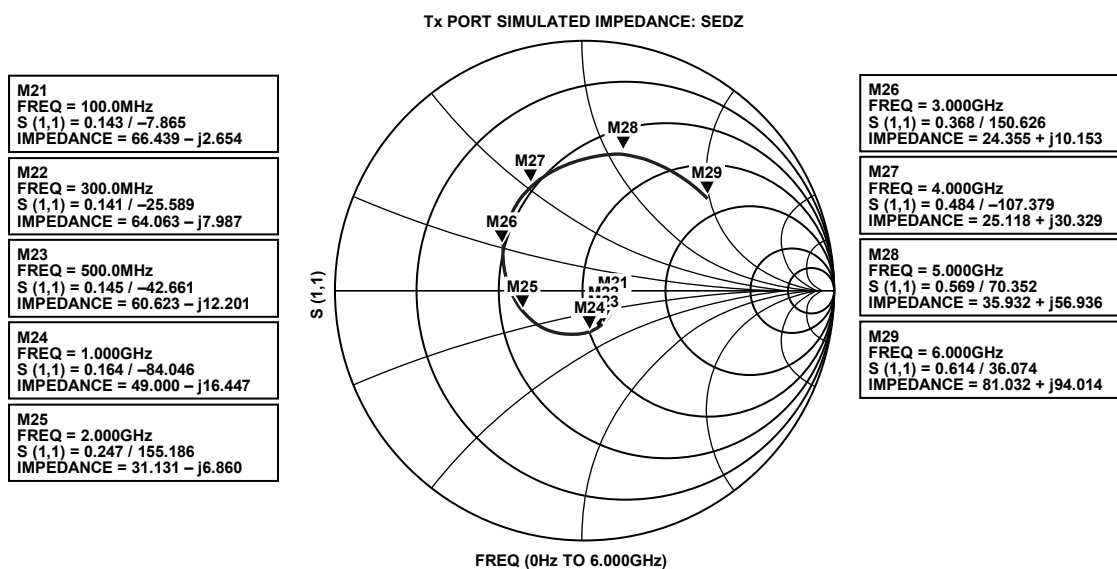 Tx PORT SIMULATED IMPEDANCE: SEDZ
M21
FREQ = 100.0MHz
S (1,1) = 0.143 / –7.865
IMPEDANCE = 66.439 – j2.654
M22
FREQ = 300.0MHz
S (1,1) = 0.141 / –25.589
IMPEDANCE = 64.063 – j7.987
M23
FREQ = 500.0MHz
S (1,1) = 0.145 / –42.661
IMPEDANCE = 60.623 – j12.201
M24
FREQ = 1.000GHz
S (1,1) = 0.164 / –84.046
IMPEDANCE = 49.000 – j16.447
M25
FREQ = 2.000GHz
S (1,1) = 0.247 / 155.186
IMPEDANCE = 31.131 – j6.860
S (1,1)
M28
M27
M29
M26
M25
M21
M22
M23
M24
FREQ (0Hz TO 6.000GHz)
M26
FREQ = 3.000GHz
S (1,1) = 0.368 / 150.626
IMPEDANCE = 24.355 + j10.153
M27
FREQ = 4.000GHz
S (1,1) = 0.484 / –107.379
IMPEDANCE = 25.118 + j30.329
M28
FREQ = 5.000GHz
S (1,1) = 0.569 / 70.352
IMPEDANCE = 35.932 + j56.936
M29
FREQ = 6.000GHz
S (1,1) = 0.614 / 36.074
IMPEDANCE = 81.032 + j94.014